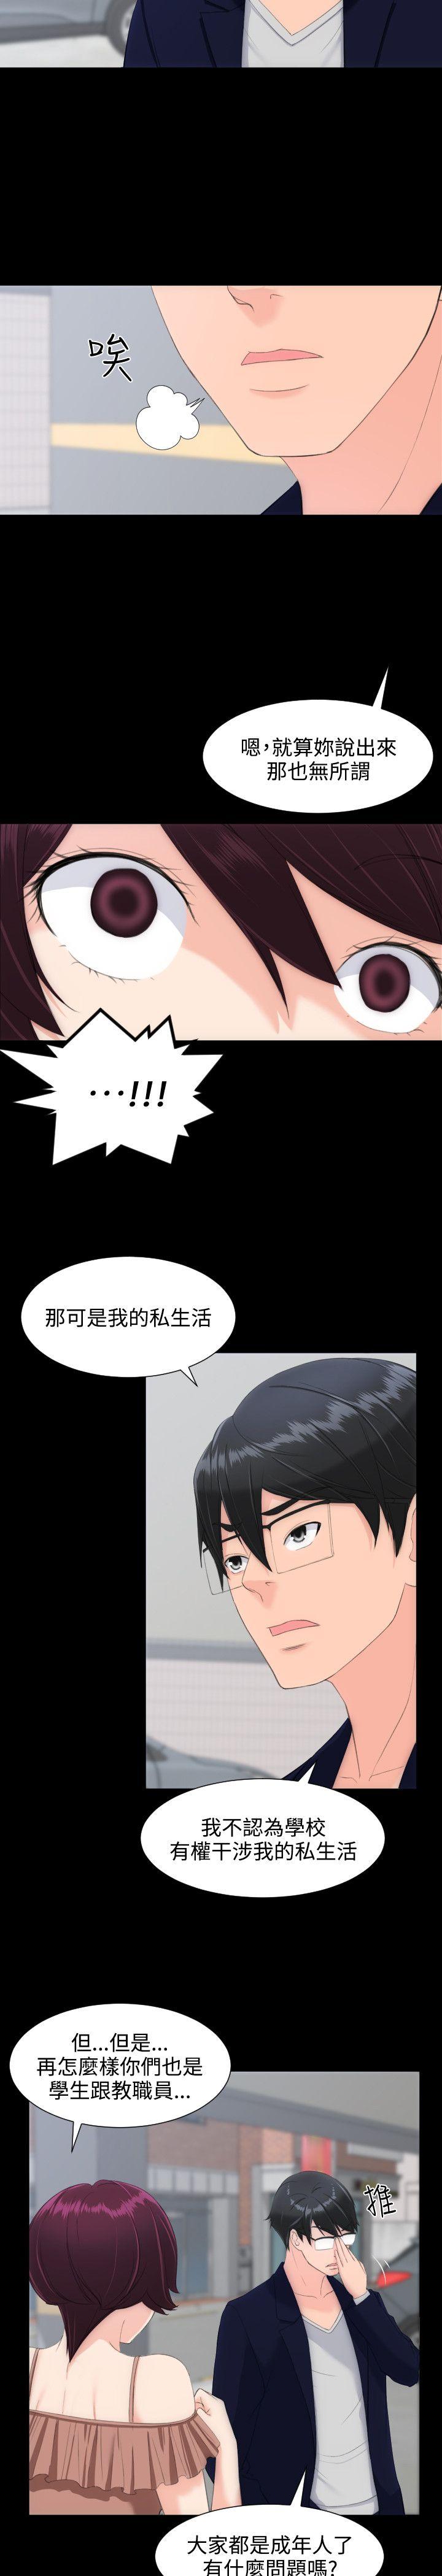 唉
嗯，就算妳說出來
那也無所謂
…!!!
那可是我的私生活
我不認為學校
有權干涉我的私生活
但…但是…
再怎麼樣你們也是
學生跟教職員…
推
大家都是成年人了
有什麼問題嗎?